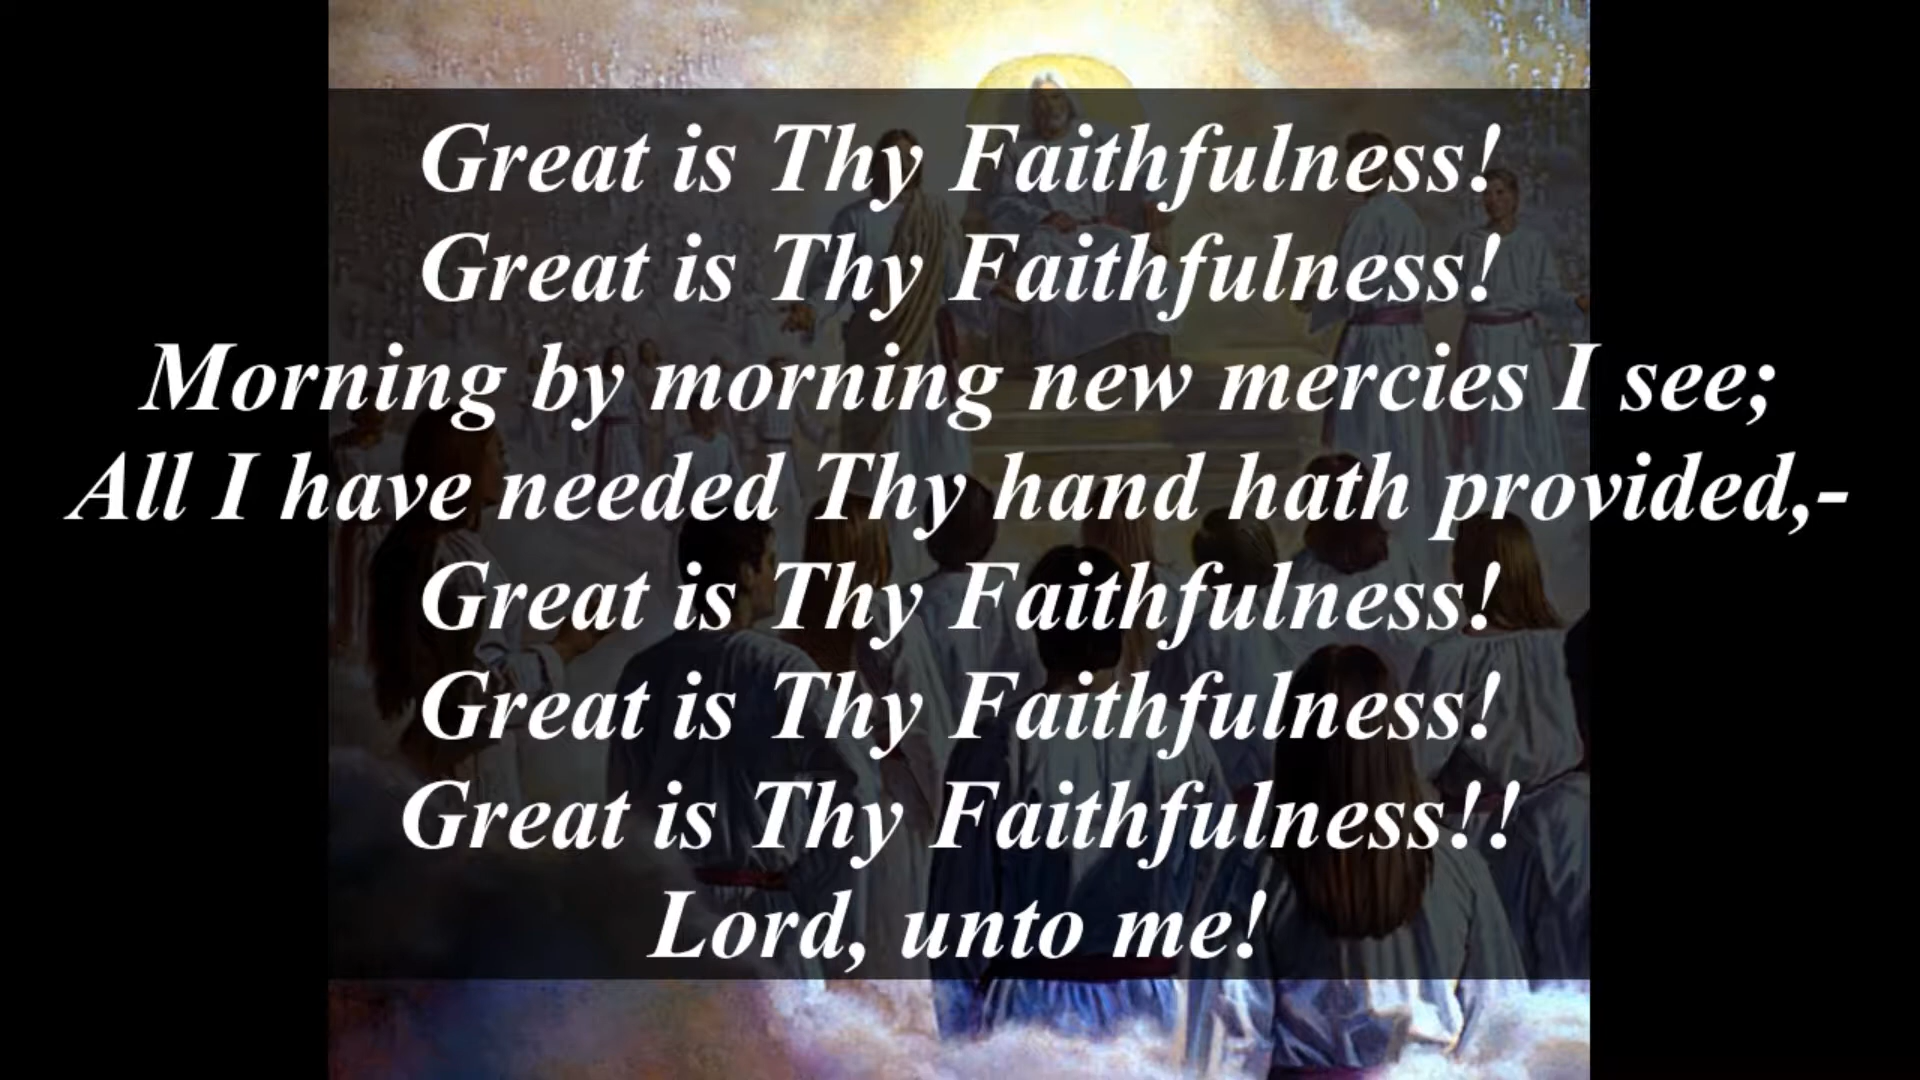 Great is Thy Faithfulness!
Great is Thy Faithfulness!
Morning by morning new mercies I see;
All I have needed Thy hand hath provided,-
Great is Thy Faithfulness!
Great is Thy Faithfulness!
Great is Thy Faithfulness!!
Lord, unto me!